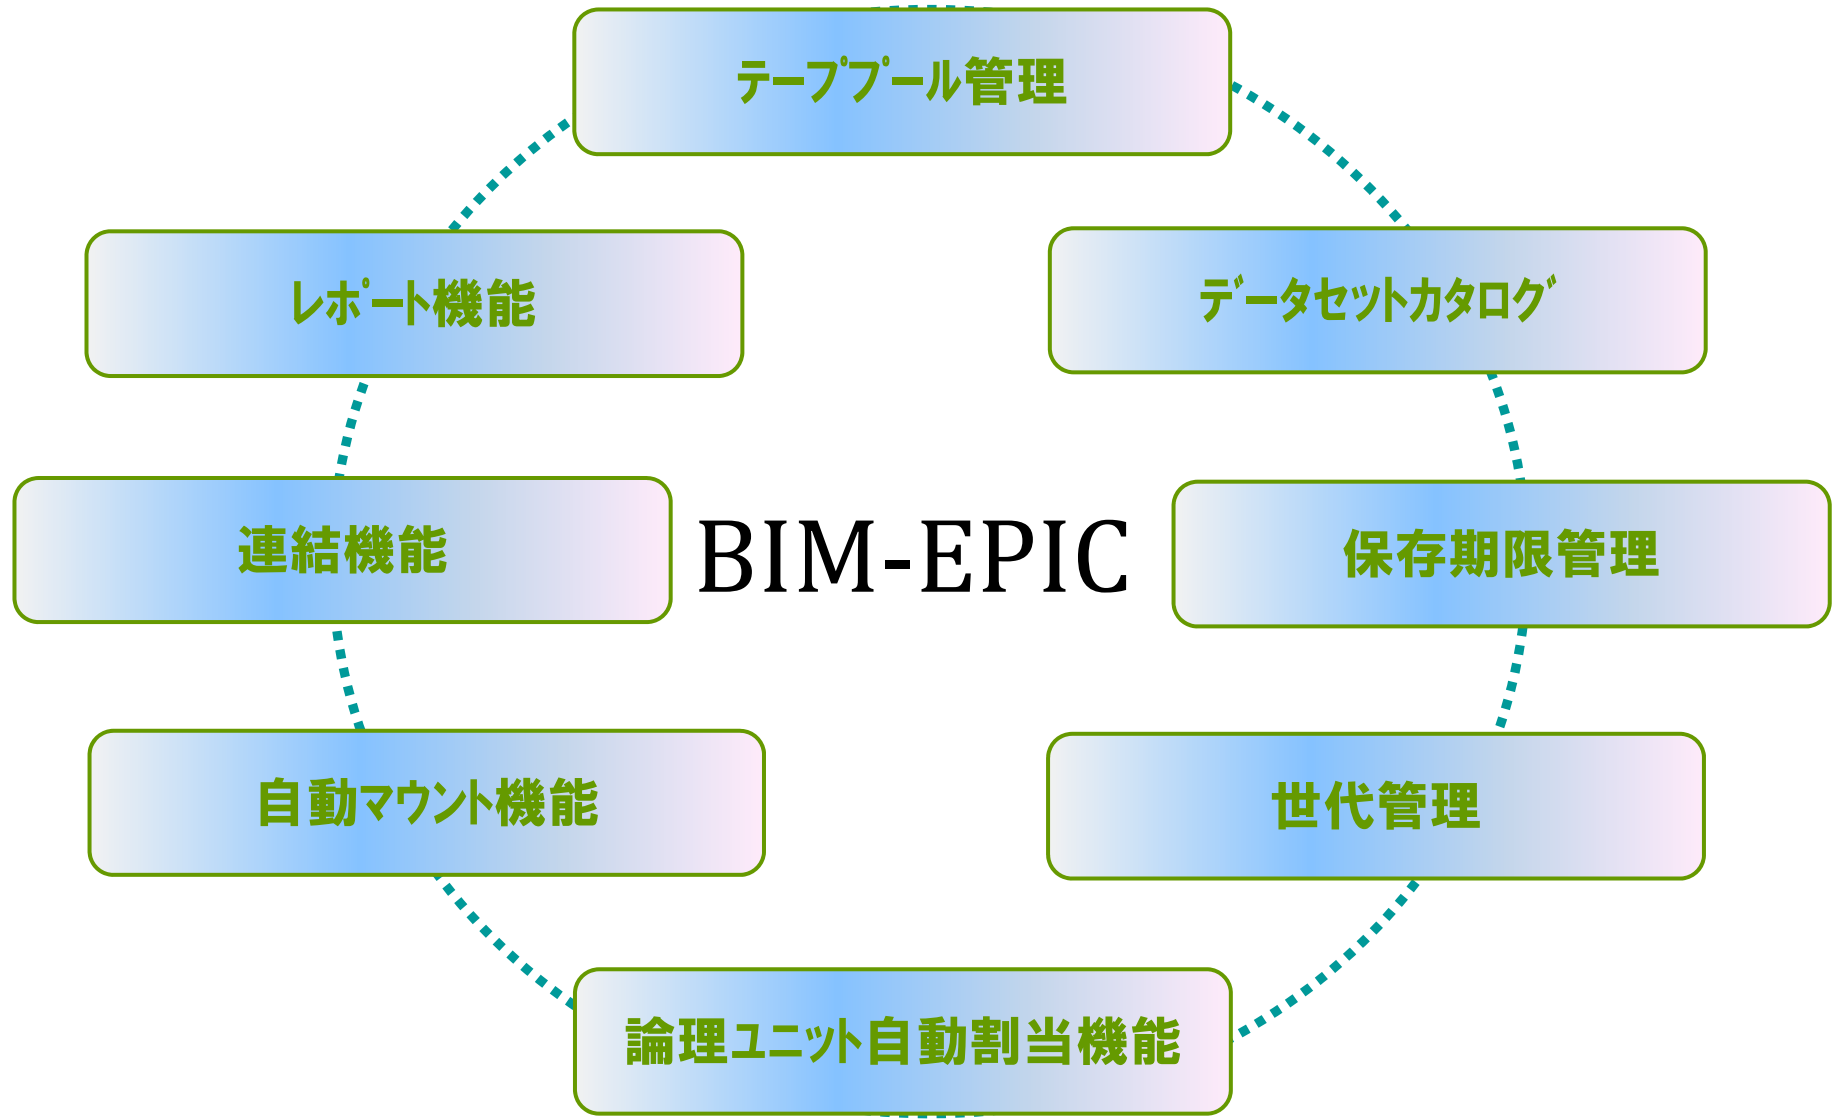 ﾃｰﾌﾟﾌﾟｰﾙ管理
ﾚﾎﾟｰﾄ機能
ﾃﾞｰﾀｾｯﾄｶﾀﾛｸﾞ
連結機能
BIM-EPIC
保存期限管理
自動ﾏｳﾝﾄ機能
世代管理
論理ﾕﾆｯﾄ自動割当機能